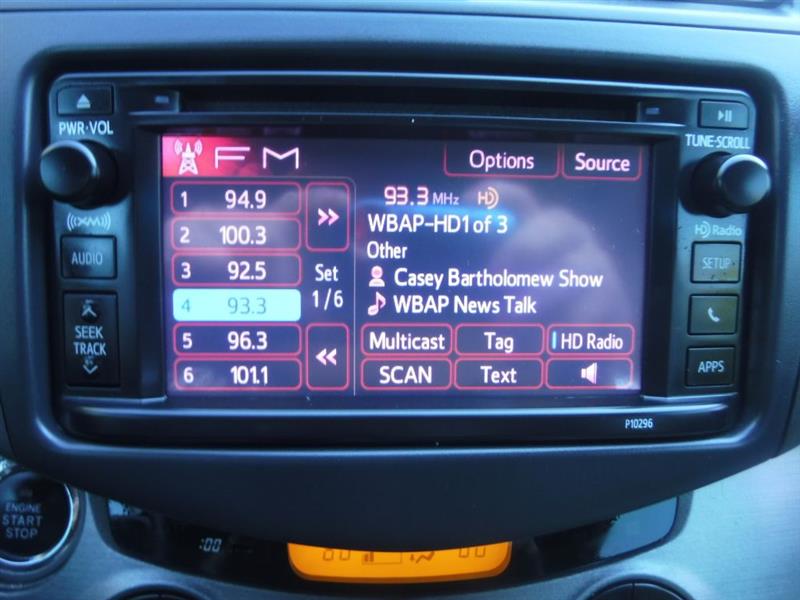 PWR·VOL
TUNE·SCROLL
FM
Options
Source
1 94.9
2 100.3
3 92.5
4 93.3
5 96.3
6 101.1
Set
1/6
93.3 MHz HD
WBAP-HD1 of 3
Other
Casey Bartholomew Show
WBAP News Talk
Multicast
Tag
HD Radio
SCAN
Text
((XM))
AUDIO
SEEK
TRACK
HD Radio
SETUP
APPS
P10296
ENGINE
START
STOP
:00